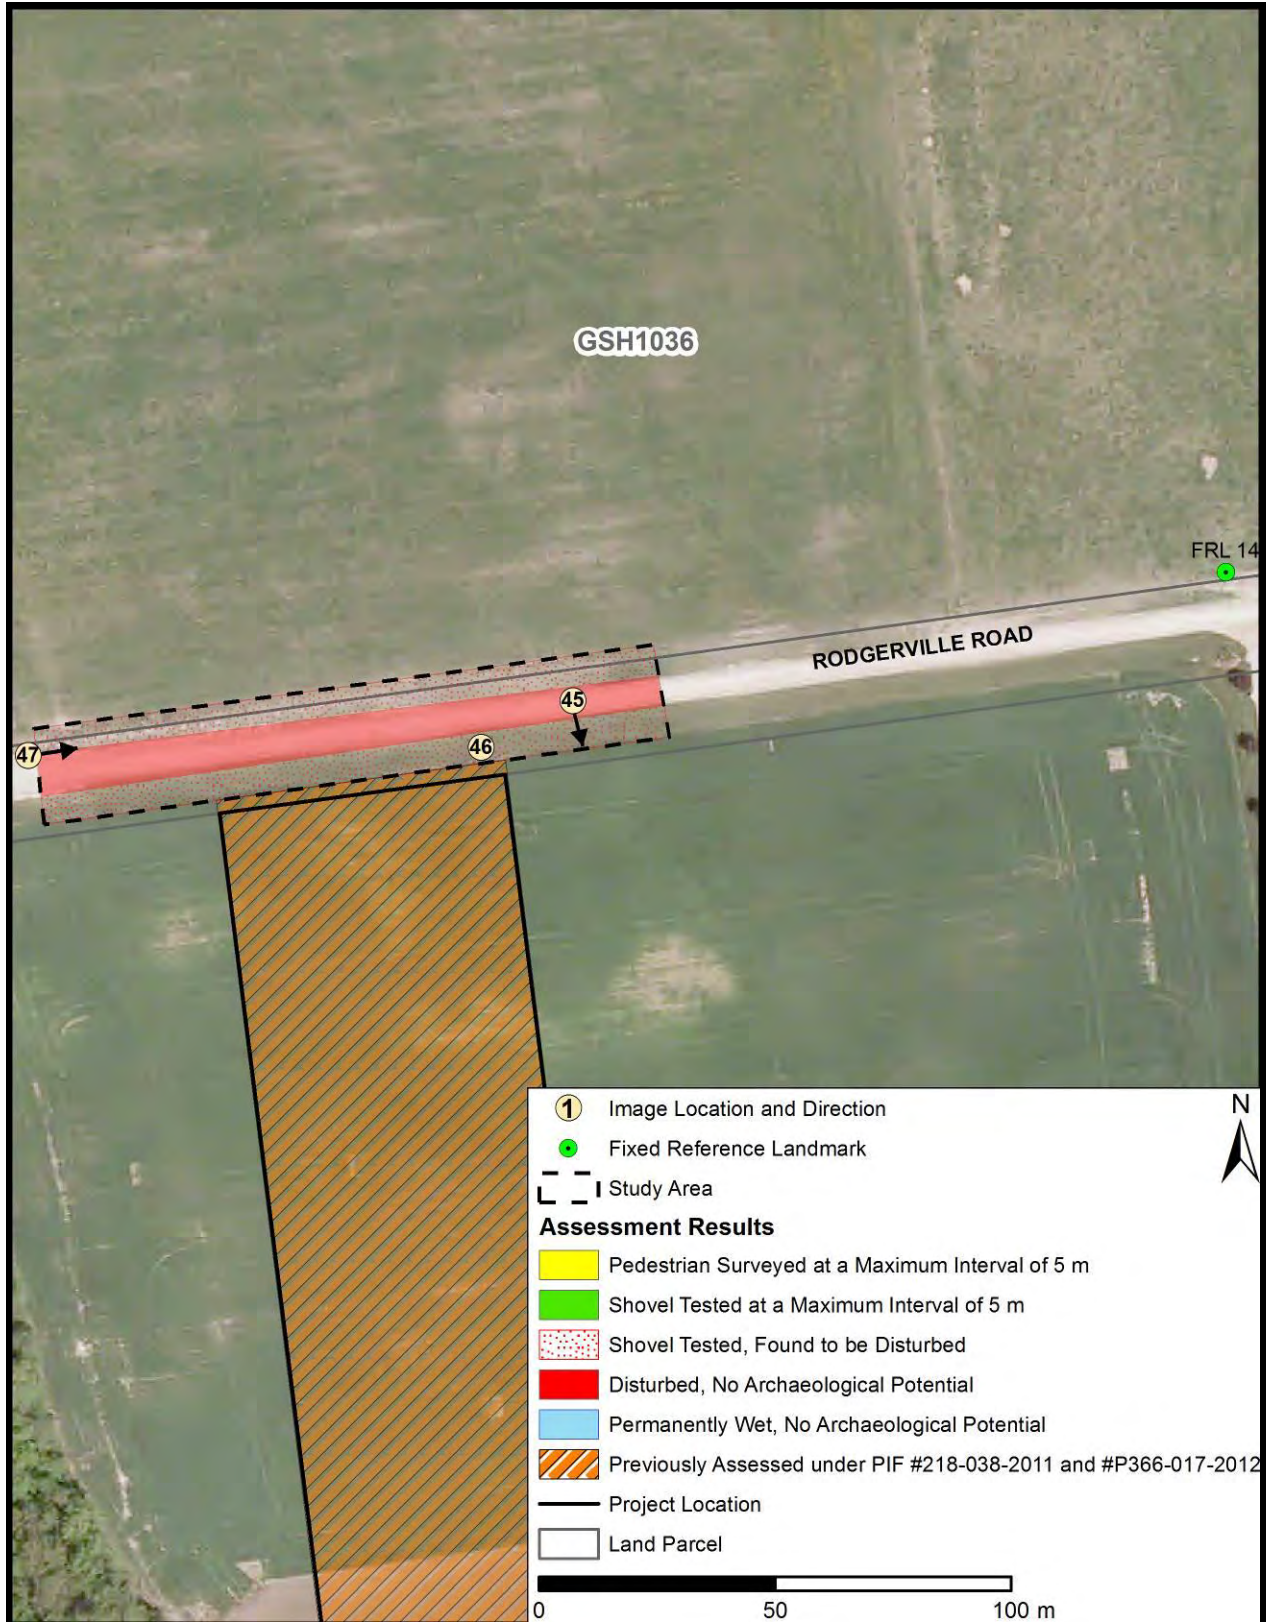 GSH1036
FRL 14
RODGERVILLE ROAD
45
46
47
1 Image Location and Direction
N
Fixed Reference Landmark
Study Area
Assessment Results
Pedestrian Surveyed at a Maximum Interval of 5 m
Shovel Tested at a Maximum Interval of 5 m
Shovel Tested, Found to be Disturbed
Disturbed, No Archaeological Potential
Permanently Wet, No Archaeological Potential
Previously Assessed under PIF #218-038-2011 and #P366-017-2012
Project Location
Land Parcel
0 50 100 m